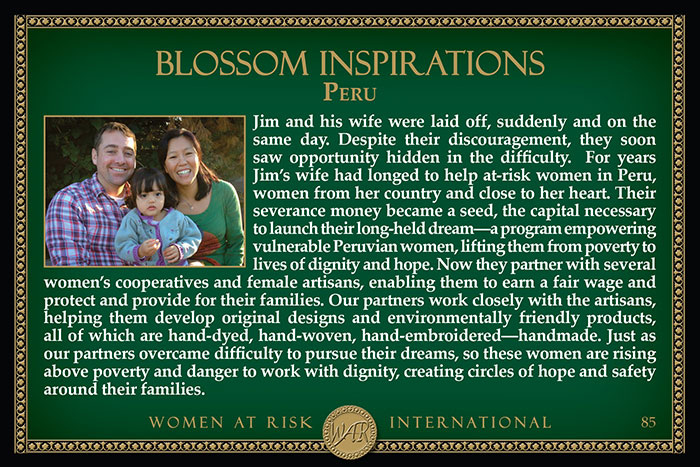 BLOSSOM INSPIRATIONS
PERU
Jim and his wife were laid off, suddenly and on the
same day. Despite their discouragement, they soon
saw opportunity hidden in the difficulty. For years
Jim's wife had longed to help at-risk women in Peru,
women from her country and close to her heart. Their
severance money became a seed, the capital necessary
to launch their long-held dream—a program empowering
vulnerable Peruvian women, lifting them from poverty to
lives of dignity and hope. Now they partner with several
women's cooperatives and female artisans, enabling them to earn a fair wage and
protect and provide for their families. Our partners work closely with the artisans,
helping them develop original designs and environmentally friendly products,
all of which are hand-dyed, hand-woven, hand-embroidered—handmade. Just as
our partners overcame difficulty to pursue their dreams, so these women are rising
above poverty and danger to work with dignity, creating circles of hope and safety
around their families.
WOMEN AT RISK WAR INTERNATIONAL 85